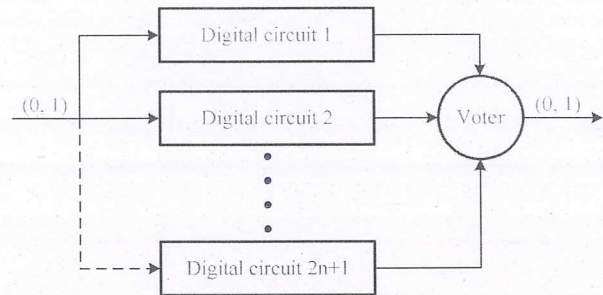 Digital circuit 1
(0, 1)
Digital circuit 2
Voter
(0, 1)
Digital circuit 2n+1